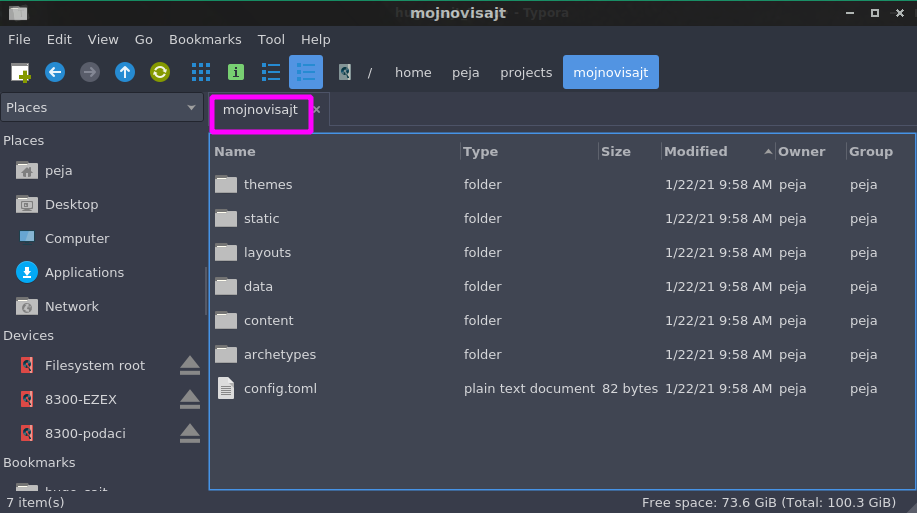 mojnovisajt
File Edit View Go Bookmarks Tool Help
/ home peja projects mojnovisajt
Places
mojnovisajt
Places
peja
Desktop
Computer
Applications
Network
Devices
Filesystem root
8300-EZEX
8300-podaci
Bookmarks
Name Type Size Modified Owner Group
themes folder 1/22/21 9:58 AM peja peja
static folder 1/22/21 9:58 AM peja peja
layouts folder 1/22/21 9:58 AM peja peja
data folder 1/22/21 9:58 AM peja peja
content folder 1/22/21 9:58 AM peja peja
archetypes folder 1/22/21 9:58 AM peja peja
config.toml plain text document 82 bytes 1/22/21 9:58 AM peja peja
7 item(s)
Free space: 73.6 GiB (Total: 100.3 GiB)